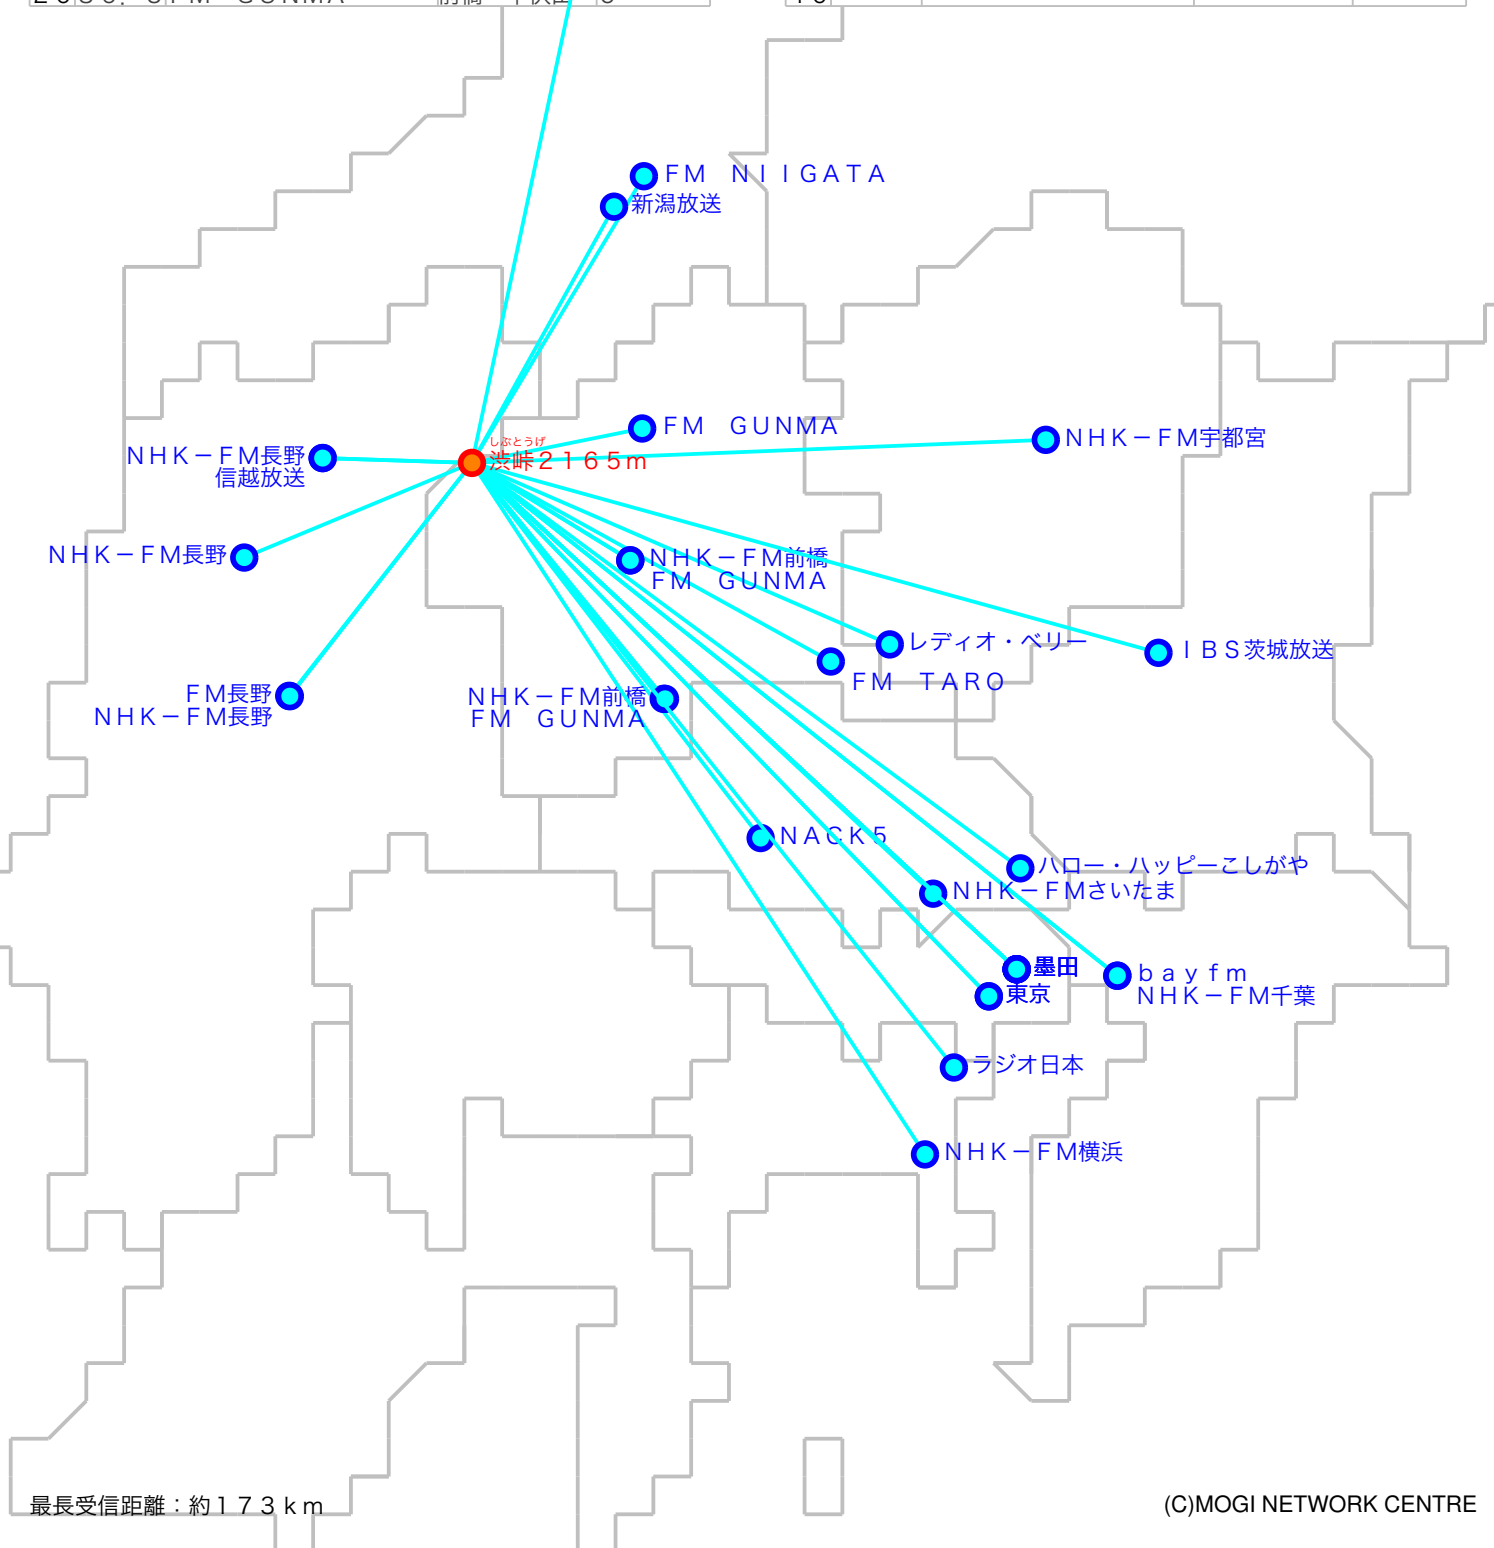 FM GUNMA
FM NIIGATA
新潟放送
FM GUNMA
NHK-FM宇都宮
しぶとうげ
渋峠2165m
NHK-FM長野
信越放送
NHK-FM長野
NHK-FM前橋
FM GUNMA
レディオ・ベリー
IBS茨城放送
FM TARO
FM長野
NHK-FM長野
NHK-FM前橋
FM GUNMA
NACK5
ハロー・ハッピーこしがや
NHK-FMさいたま
墨田
bayfm
NHK-FM千葉
東京
ラジオ日本
NHK-FM横浜
最長受信距離:約173km
(C)MOGI NETWORK CENTRE